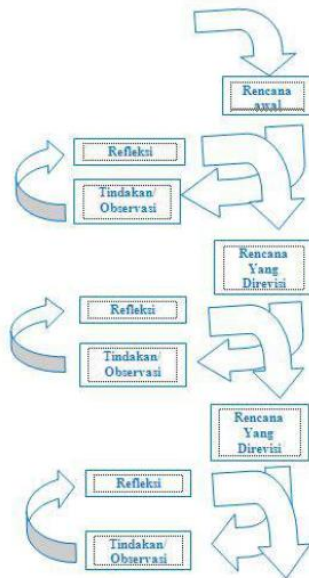 Rencana
awal
Refleksi
Tindakan/
Observasi
Rencana
Yang
Direvisi
Refleksi
Tindakan/
Observasi
Rencana
Yang
Direvisi
Refleksi
Tindakan/
Observasi